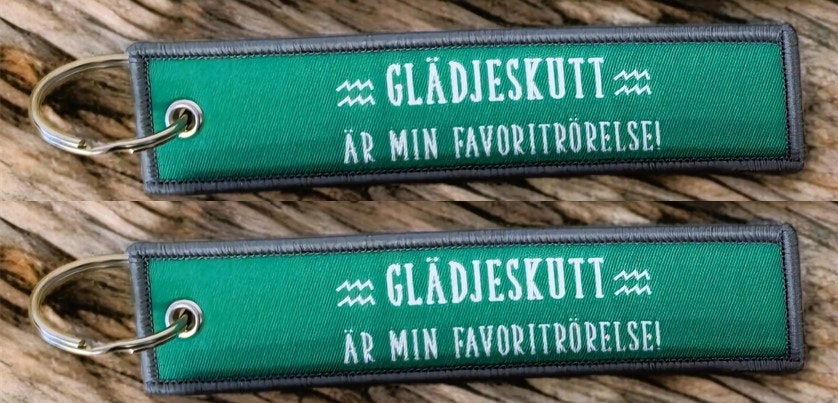 GLÄDJESKUTT
ÄR MIN FAVORITRÖRELSE!
GLÄDJESKUTT
ÄR MIN FAVORITRÖRELSE!